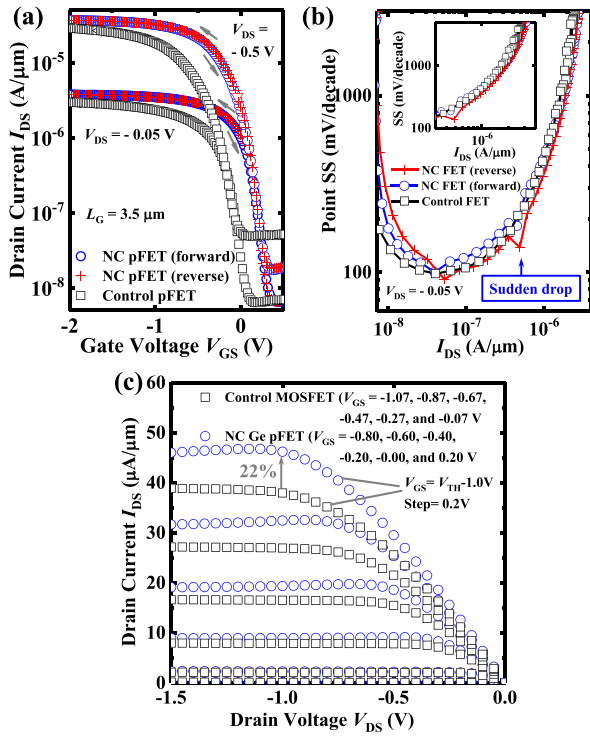 (a)
V_DS =
- 0.5 V
V_DS = - 0.05 V
L_G = 3.5 μm
NC pFET (forward)
NC pFET (reverse)
Control pFET
10^-5
10^-6
10^-7
10^-8
Drain Current I_DS (A/μm)
-2
-1
0
Gate Voltage V_GS (V)
(b)
1000
100
Point SS (mV/decade)
SS (mV/decade)
1000
100
10^-6
I_DS (A/μm)
NC FET (reverse)
NC FET (forward)
Control FET
V_DS = - 0.05 V
Sudden drop
10^-8
10^-7
10^-6
I_DS (A/μm)
(c)
60
50
40
30
20
10
0
Drain Current I_DS (μA/μm)
Control MOSFET (V_GS = -1.07, -0.87, -0.67,
-0.47, -0.27, and -0.07 V
NC Ge pFET (V_GS = -0.80, -0.60, -0.40,
-0.20, -0.00, and 0.20 V
22%
V_GS= V_TH-1.0V
Step= 0.2V
-1.5
-1.0
-0.5
0.0
Drain Voltage V_DS (V)